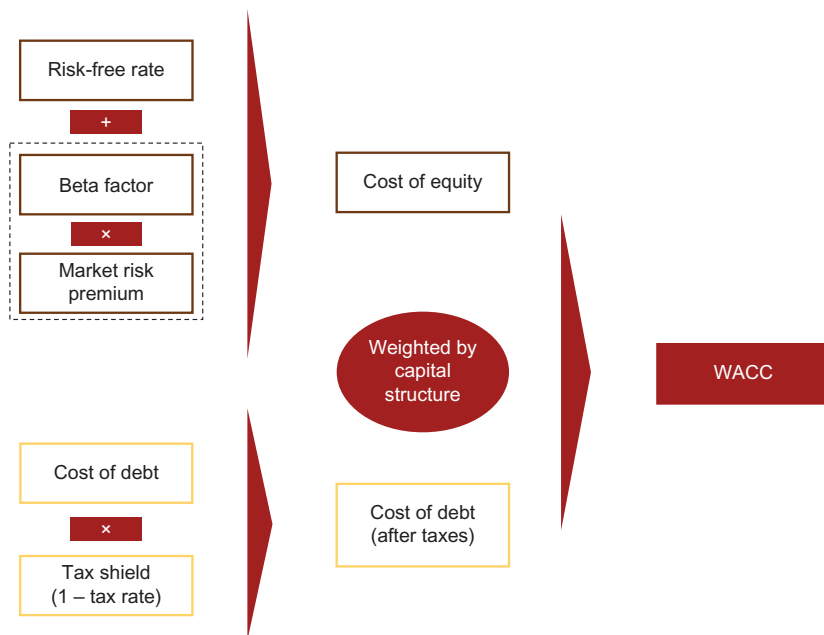 Risk-free rate
+
Beta factor
×
Market risk
premium
Cost of equity
Weighted by
capital
structure
WACC
Cost of debt
×
Tax shield
(1 – tax rate)
Cost of debt
(after taxes)